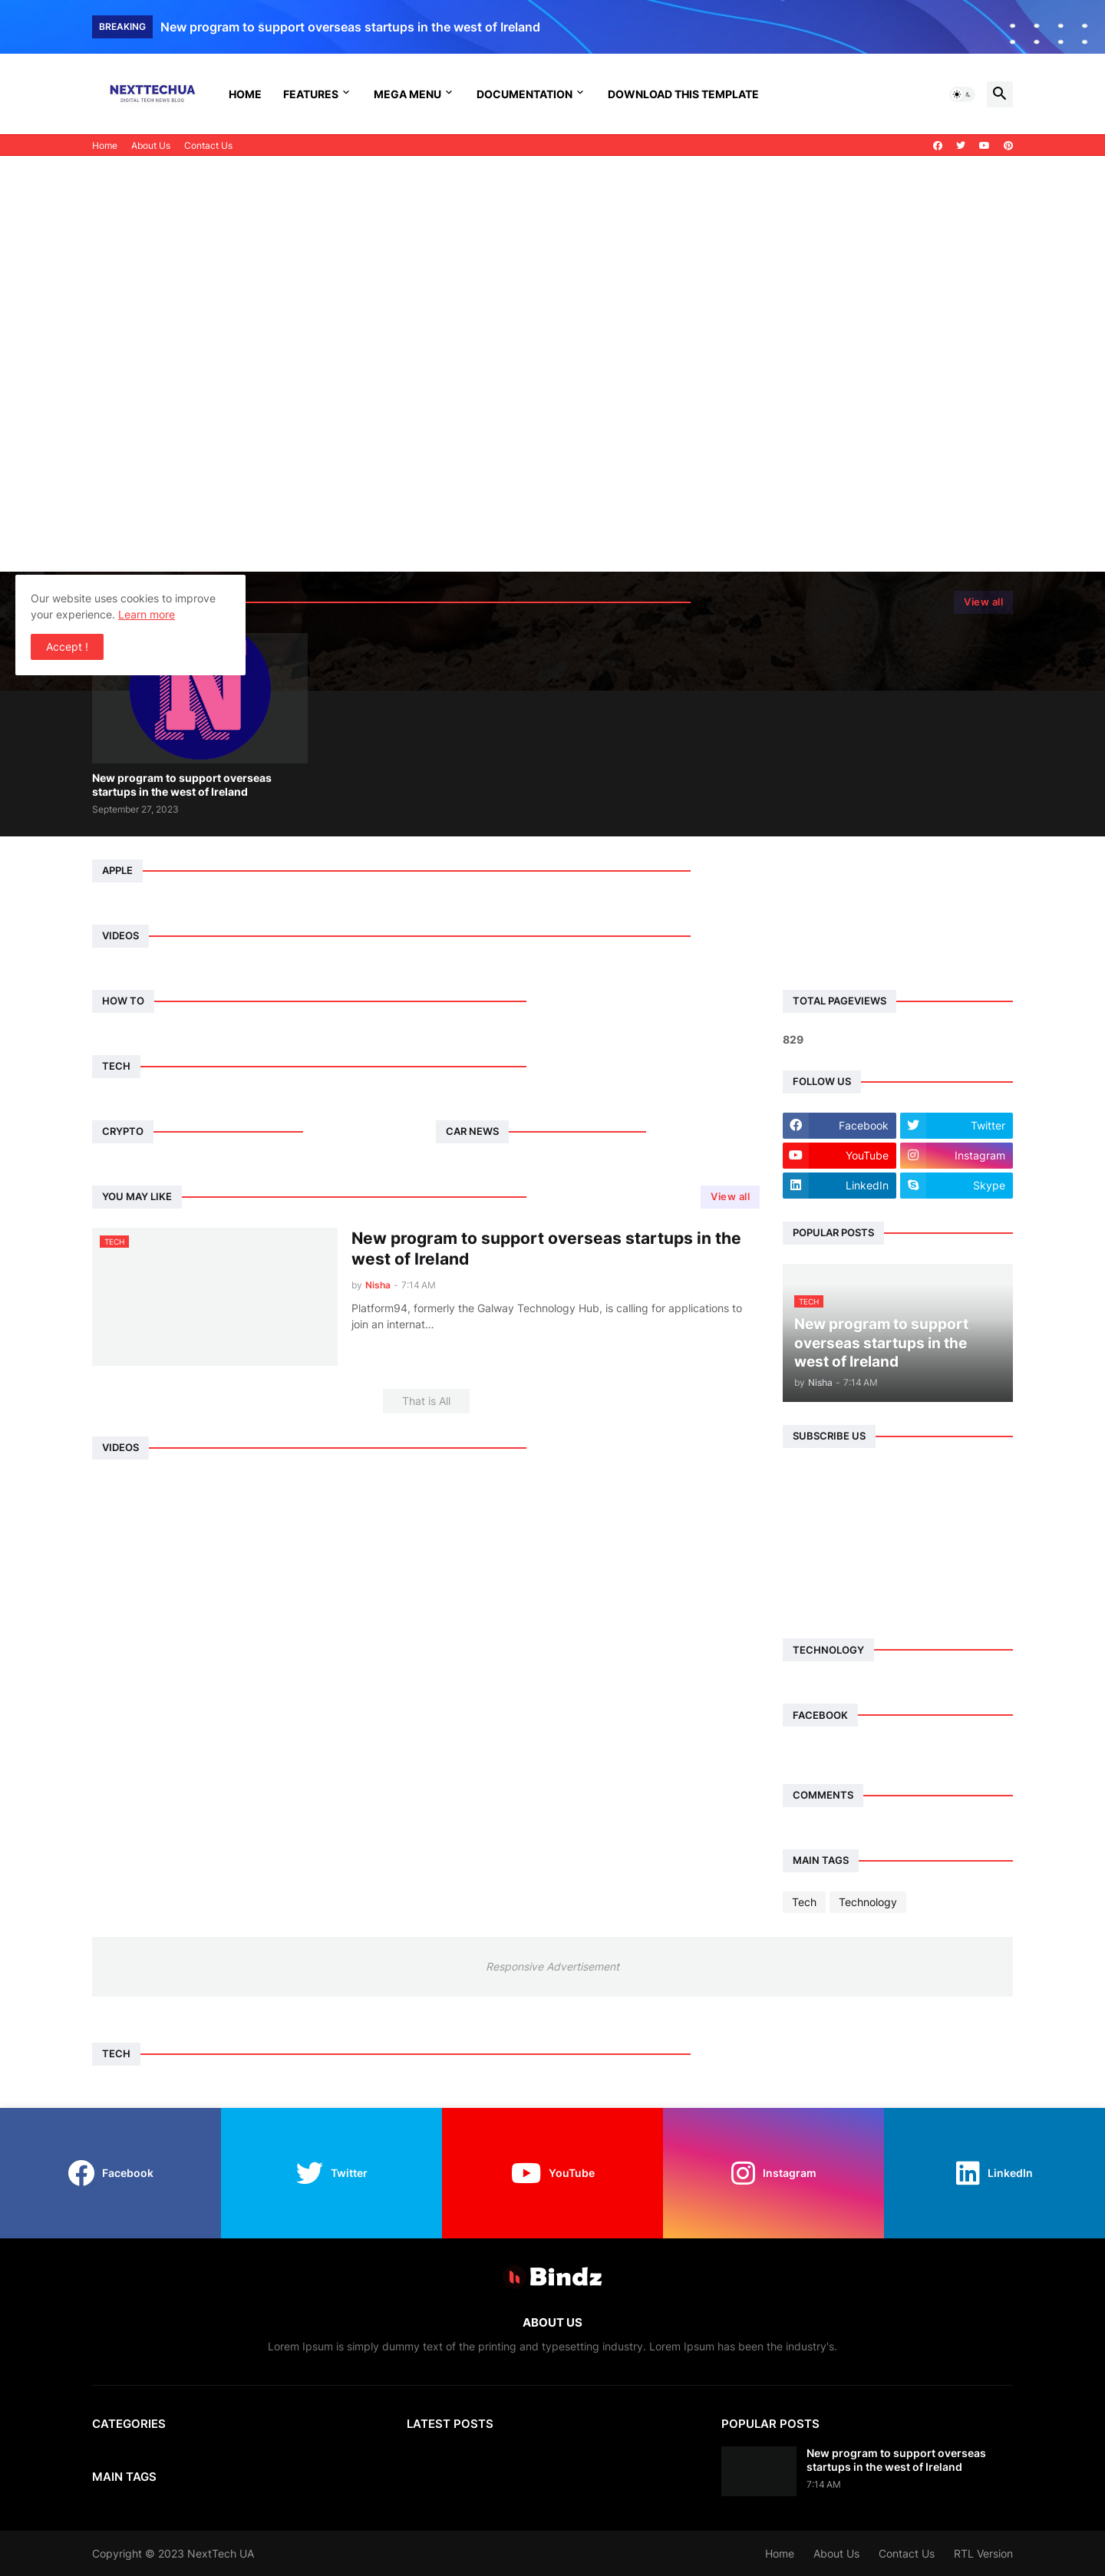 BREAKING New program to support overseas startups in the west of Ireland
NEXTTECHUA
DIGITAL TECH NEWS BLOG
HOME FEATURES MEGA MENU DOCUMENTATION DOWNLOAD THIS TEMPLATE
Home About Us Contact Us
Our website uses cookies to improve
your experience. Learn more
Accept !
View all
N
New program to support overseas
startups in the west of Ireland
September 27, 2023
APPLE
VIDEOS
HOW TO
TECH
CRYPTO
CAR NEWS
YOU MAY LIKE
View all
TECH
New program to support overseas startups in the
west of Ireland
by Nisha - 7:14 AM
Platform94, formerly the Galway Technology Hub, is calling for applications to
join an internat...
That is All
VIDEOS
TOTAL PAGEVIEWS
829
FOLLOW US
Facebook
Twitter
YouTube
Instagram
LinkedIn
Skype
POPULAR POSTS
TECH
New program to support
overseas startups in the
west of Ireland
by Nisha - 7:14 AM
SUBSCRIBE US
TECHNOLOGY
FACEBOOK
COMMENTS
MAIN TAGS
Tech Technology
Responsive Advertisement
TECH
Facebook
Twitter
YouTube
Instagram
LinkedIn
Bindz
ABOUT US
Lorem Ipsum is simply dummy text of the printing and typesetting industry. Lorem Ipsum has been the industry's.
CATEGORIES
MAIN TAGS
LATEST POSTS
POPULAR POSTS
New program to support overseas
startups in the west of Ireland
7:14 AM
Copyright © 2023 NextTech UA
Home About Us Contact Us RTL Version